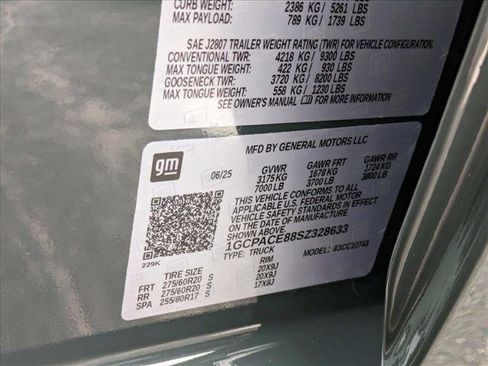 CURB WEIGHT: 2386 KG / 5261 LBS
MAX PAYLOAD: 789 KG / 1739 LBS
SAE J2807 TRAILER WEIGHT RATING (TWR) FOR VEHICLE CONFIGURATION.
CONVENTIONAL TWR: 4218 KG / 9300 LBS
MAX TONGUE WEIGHT: 422 KG / 930 LBS
GOOSENECK TWR: 3720 KG / 8200 LBS
MAX TONGUE WEIGHT: 558 KG / 1230 LBS
SEE OWNER'S MANUAL FOR MORE INFORMATION
gm
MFD BY GENERAL MOTORS LLC
06/25 GVWR GAWR FRT GAWR RR
3175 KG 1678 KG 1724 KG
7000 LB 3700 LB 3800 LB
THIS VEHICLE CONFORMS TO ALL APPLICABLE
U.S. FEDERAL MOTOR VEHICLE SAFETY
AND THEFT PREVENTION STANDARDS IN EFFECT
ON THE DATE OF MANUFACTURE
SHOWN ABOVE.
1GCPACE88SZ328633
TYPE: TRUCK MODEL: 83CC10743
229K
TIRE SIZE RIM
FRT 275/60R20 S 20X9J
RR 275/60R20 S 20X9J
SPA 255/80R17 S 17X8J